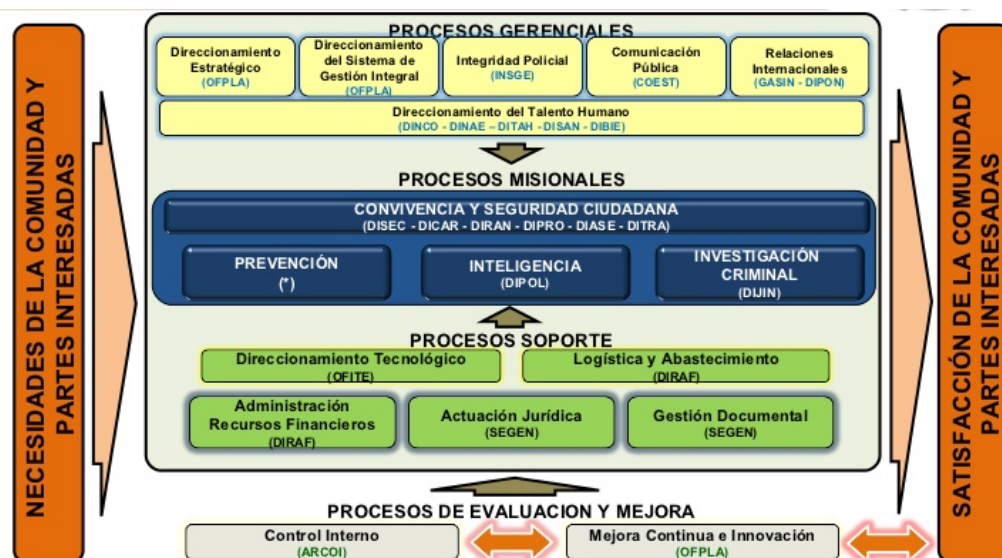 NECESIDADES DE LA COMUNIDAD Y
PARTES INTERESADAS
PROCESOS GERENCIALES
Direccionamiento
Estratégico
(OFPLA)
Direccionamiento
del Sistema de
Gestión Integral
(OFPLA)
Integridad Policial
(INSGE)
Comunicación
Pública
(COEST)
Relaciones
Internacionales
(GASIN - DIPON)
Direccionamiento del Talento Humano
(DINCO - DINAE – DITAH -DISAN -DIBIE)
PROCESOS MISIONALES
CONVIVENCIA Y SEGURIDAD CIUDADANA
(DISEC - DICAR - DIRAN - DIPRO - DIASE - DITRA)
PREVENCIÓN
(*)
INTELIGENCIA
(DIPOL)
INVESTIGACIÓN
CRIMINAL
(DIJIN)
PROCESOS SOPORTE
Direccionamiento Tecnológico
(OFITE)
Logística y Abastecimiento
(DIRAF)
Administración
Recursos Financieros
(DIRAF)
Actuación Jurídica
(SEGEN)
Gestión Documental
(SEGEN)
PROCESOS DE EVALUACION Y MEJORA
Control Interno
(ARCOI)
Mejora Continua e Innovación
(OFPLA)
SATISFACCIÓN DE LA COMUNIDAD Y
PARTES INTERESADAS